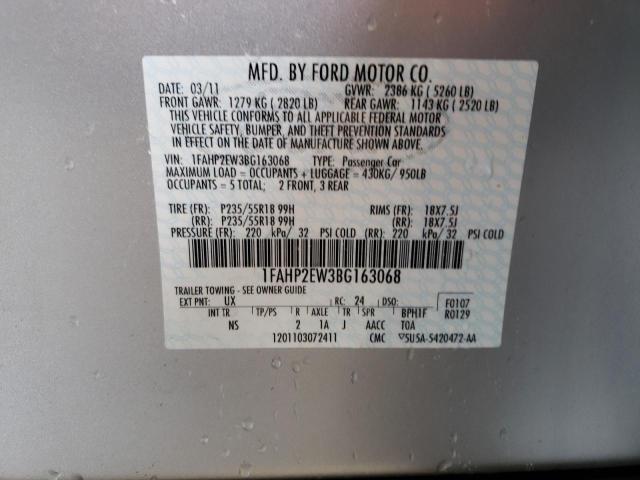 MFD. BY FORD MOTOR CO.
DATE: 03/11 GVWR: 2386 KG ( 5260 LB)
FRONT GAWR: 1279 KG ( 2820 LB) REAR GAWR: 1143 KG ( 2520 LB)
THIS VEHICLE CONFORMS TO ALL APPLICABLE FEDERAL MOTOR
VEHICLE SAFETY, BUMPER, AND THEFT PREVENTION STANDARDS
IN EFFECT ON THE DATE OF MANUFACTURE SHOWN ABOVE.
VIN: 1FAHP2EW3BG163068 TYPE: Passenger Car
MAXIMUM LOAD = OCCUPANTS + LUGGAGE = 430KG/ 950LB
OCCUPANTS = 5 TOTAL; 2 FRONT, 3 REAR
TIRE (FR): P235/55R18 99H RIMS (FR): 18X7.5J
(RR): P235/55R18 99H (RR): 18X7.5J
PRESSURE (FR): 220 kPa/ 32 PSI COLD (RR): 220 kPa/ 32 PSI COLD
1FAHP2EW3BG163068
TRAILER TOWING - SEE OWNER GUIDE
EXT PNT: UX RC: 24 DSO: F0107
INT TR TP/PS R AXLE TR SPR BPH1F R0129
NS 2 1A J AACC TOA
1201103072411 CMC ▽5U5A-5420472-AA